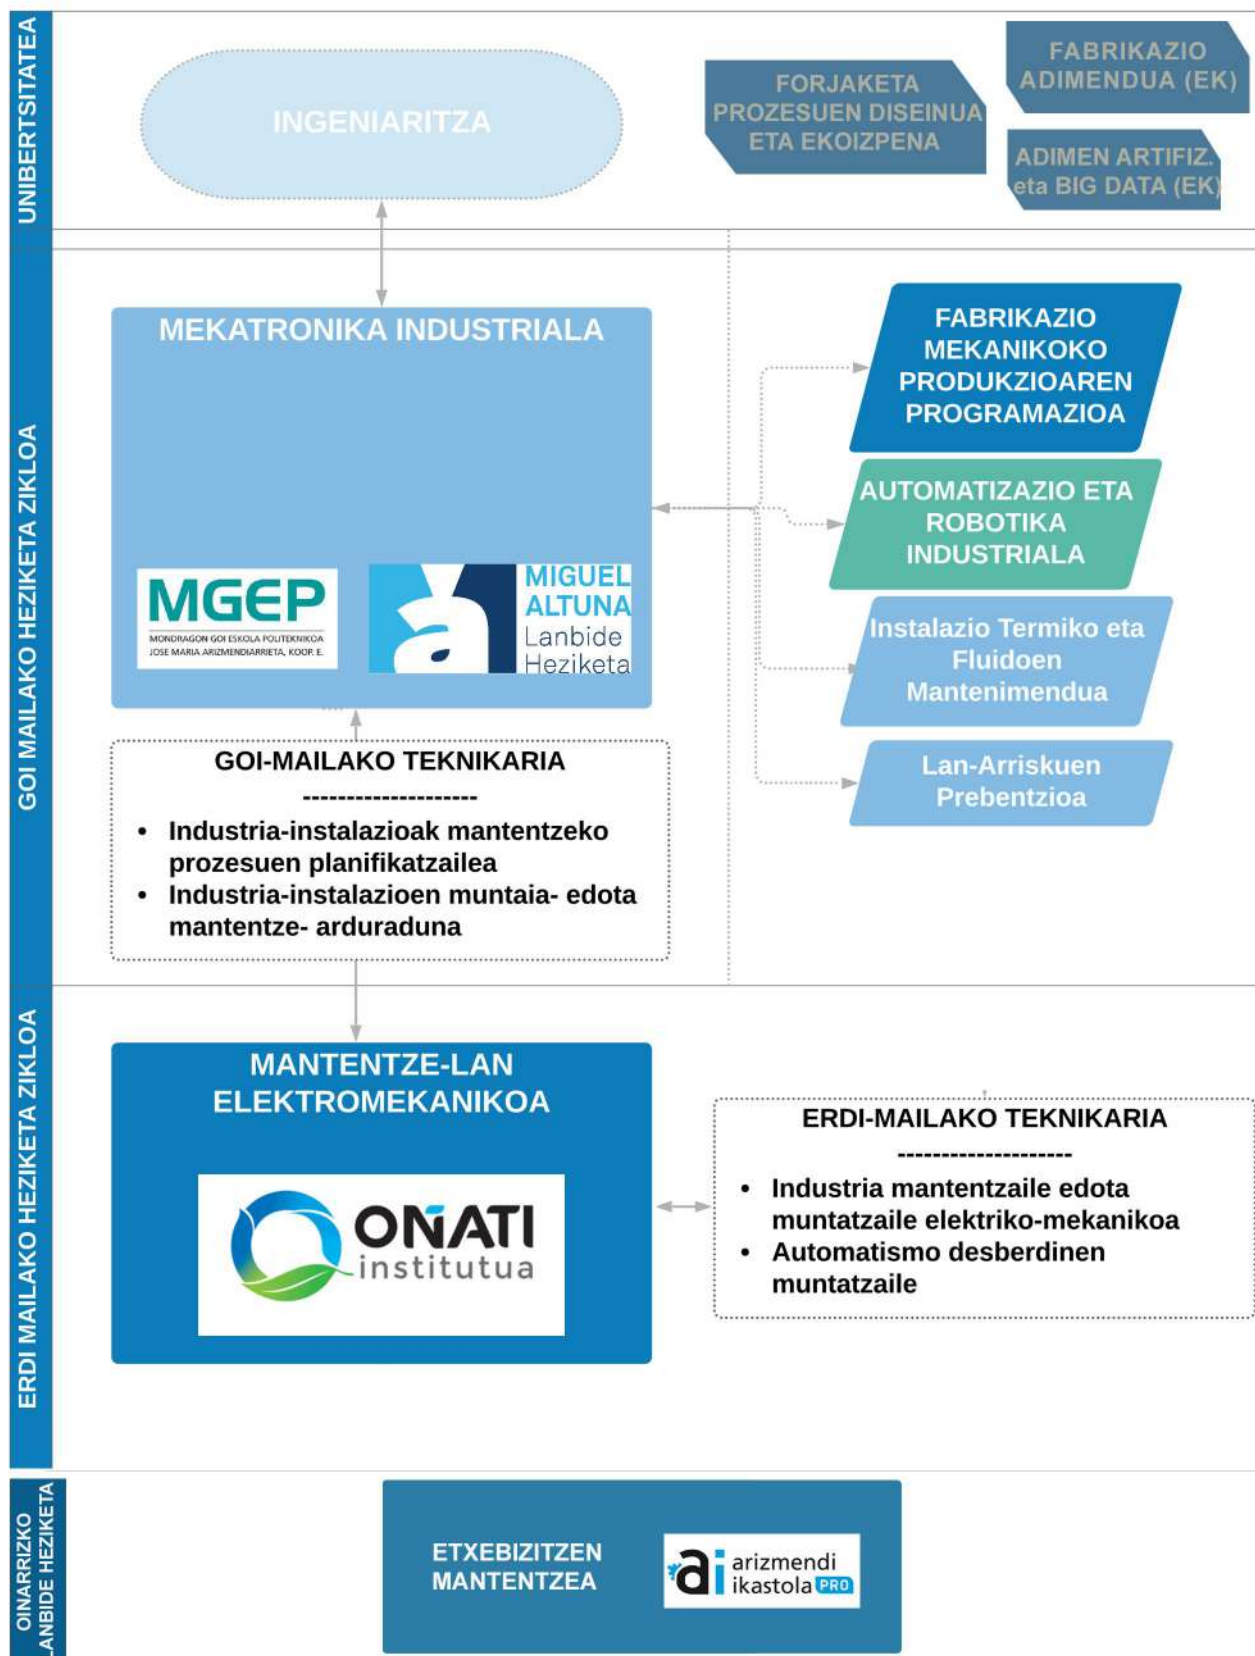 UNIBERTSITATEA
INGENIARITZA
FORJAKETA
PROZESUEN DISEINUA
ETA EKOIZPENA
FABRIKAZIO
ADIMENDUA (EK)
ADIMEN ARTIFIZ.
eta BIG DATA (EK)
GOI MAILAKO HEZIKETA ZIKLOA
MEKATRONIKA INDUSTRIALA
MGEP
MONDRAGON GOI ESKOLA POLITEKNIKOA
JOSE MARIA ARIZMENDIARRIETA, KOOP. E.
a
MIGUEL
ALTUNA
Lanbide
Heziketa
FABRIKAZIO
MEKANIKOKO
PRODUKZIOAREN
PROGRAMAZIOA
AUTOMATIZAZIO ETA
ROBOTIKA
INDUSTRIALA
Instalazio Termiko eta
Fluidoen
Mantenimendua
Lan-Arriskuen
Prebentzioa
GOI-MAILAKO TEKNIKARIA
--------------------
• Industria-instalazioak mantentzeko
prozesuen planifikatzailea
• Industria-instalazioen muntaia- edota
mantentze- arduraduna
ERDI MAILAKO HEZIKETA ZIKLOA
MANTENTZE-LAN
ELEKTROMEKANIKOA
OÑATI
institutua
ERDI-MAILAKO TEKNIKARIA
--------------------
• Industria mantentzaile edota
muntatzaile elektriko-mekanikoa
• Automatismo desberdinen
muntatzaile
OINARRIZKO
LANBIDE HEZIKETA
ETXEBIZITZEN
MANTENTZEA
ai
arizmendi
ikastola PRO